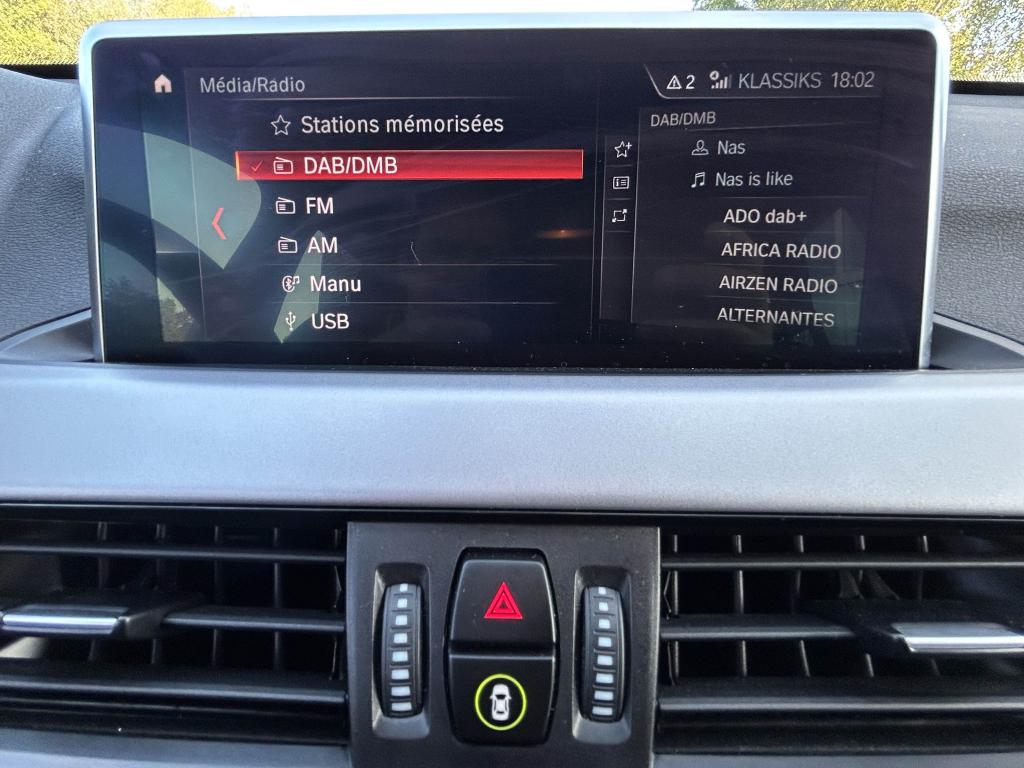 Média/Radio
2 KLASSIKS 18:02
Stations mémorisées
DAB/DMB
FM
AM
Manu
USB
DAB/DMB
Nas
Nas is like
ADO dab+
AFRICA RADIO
AIRZEN RADIO
ALTERNANTES